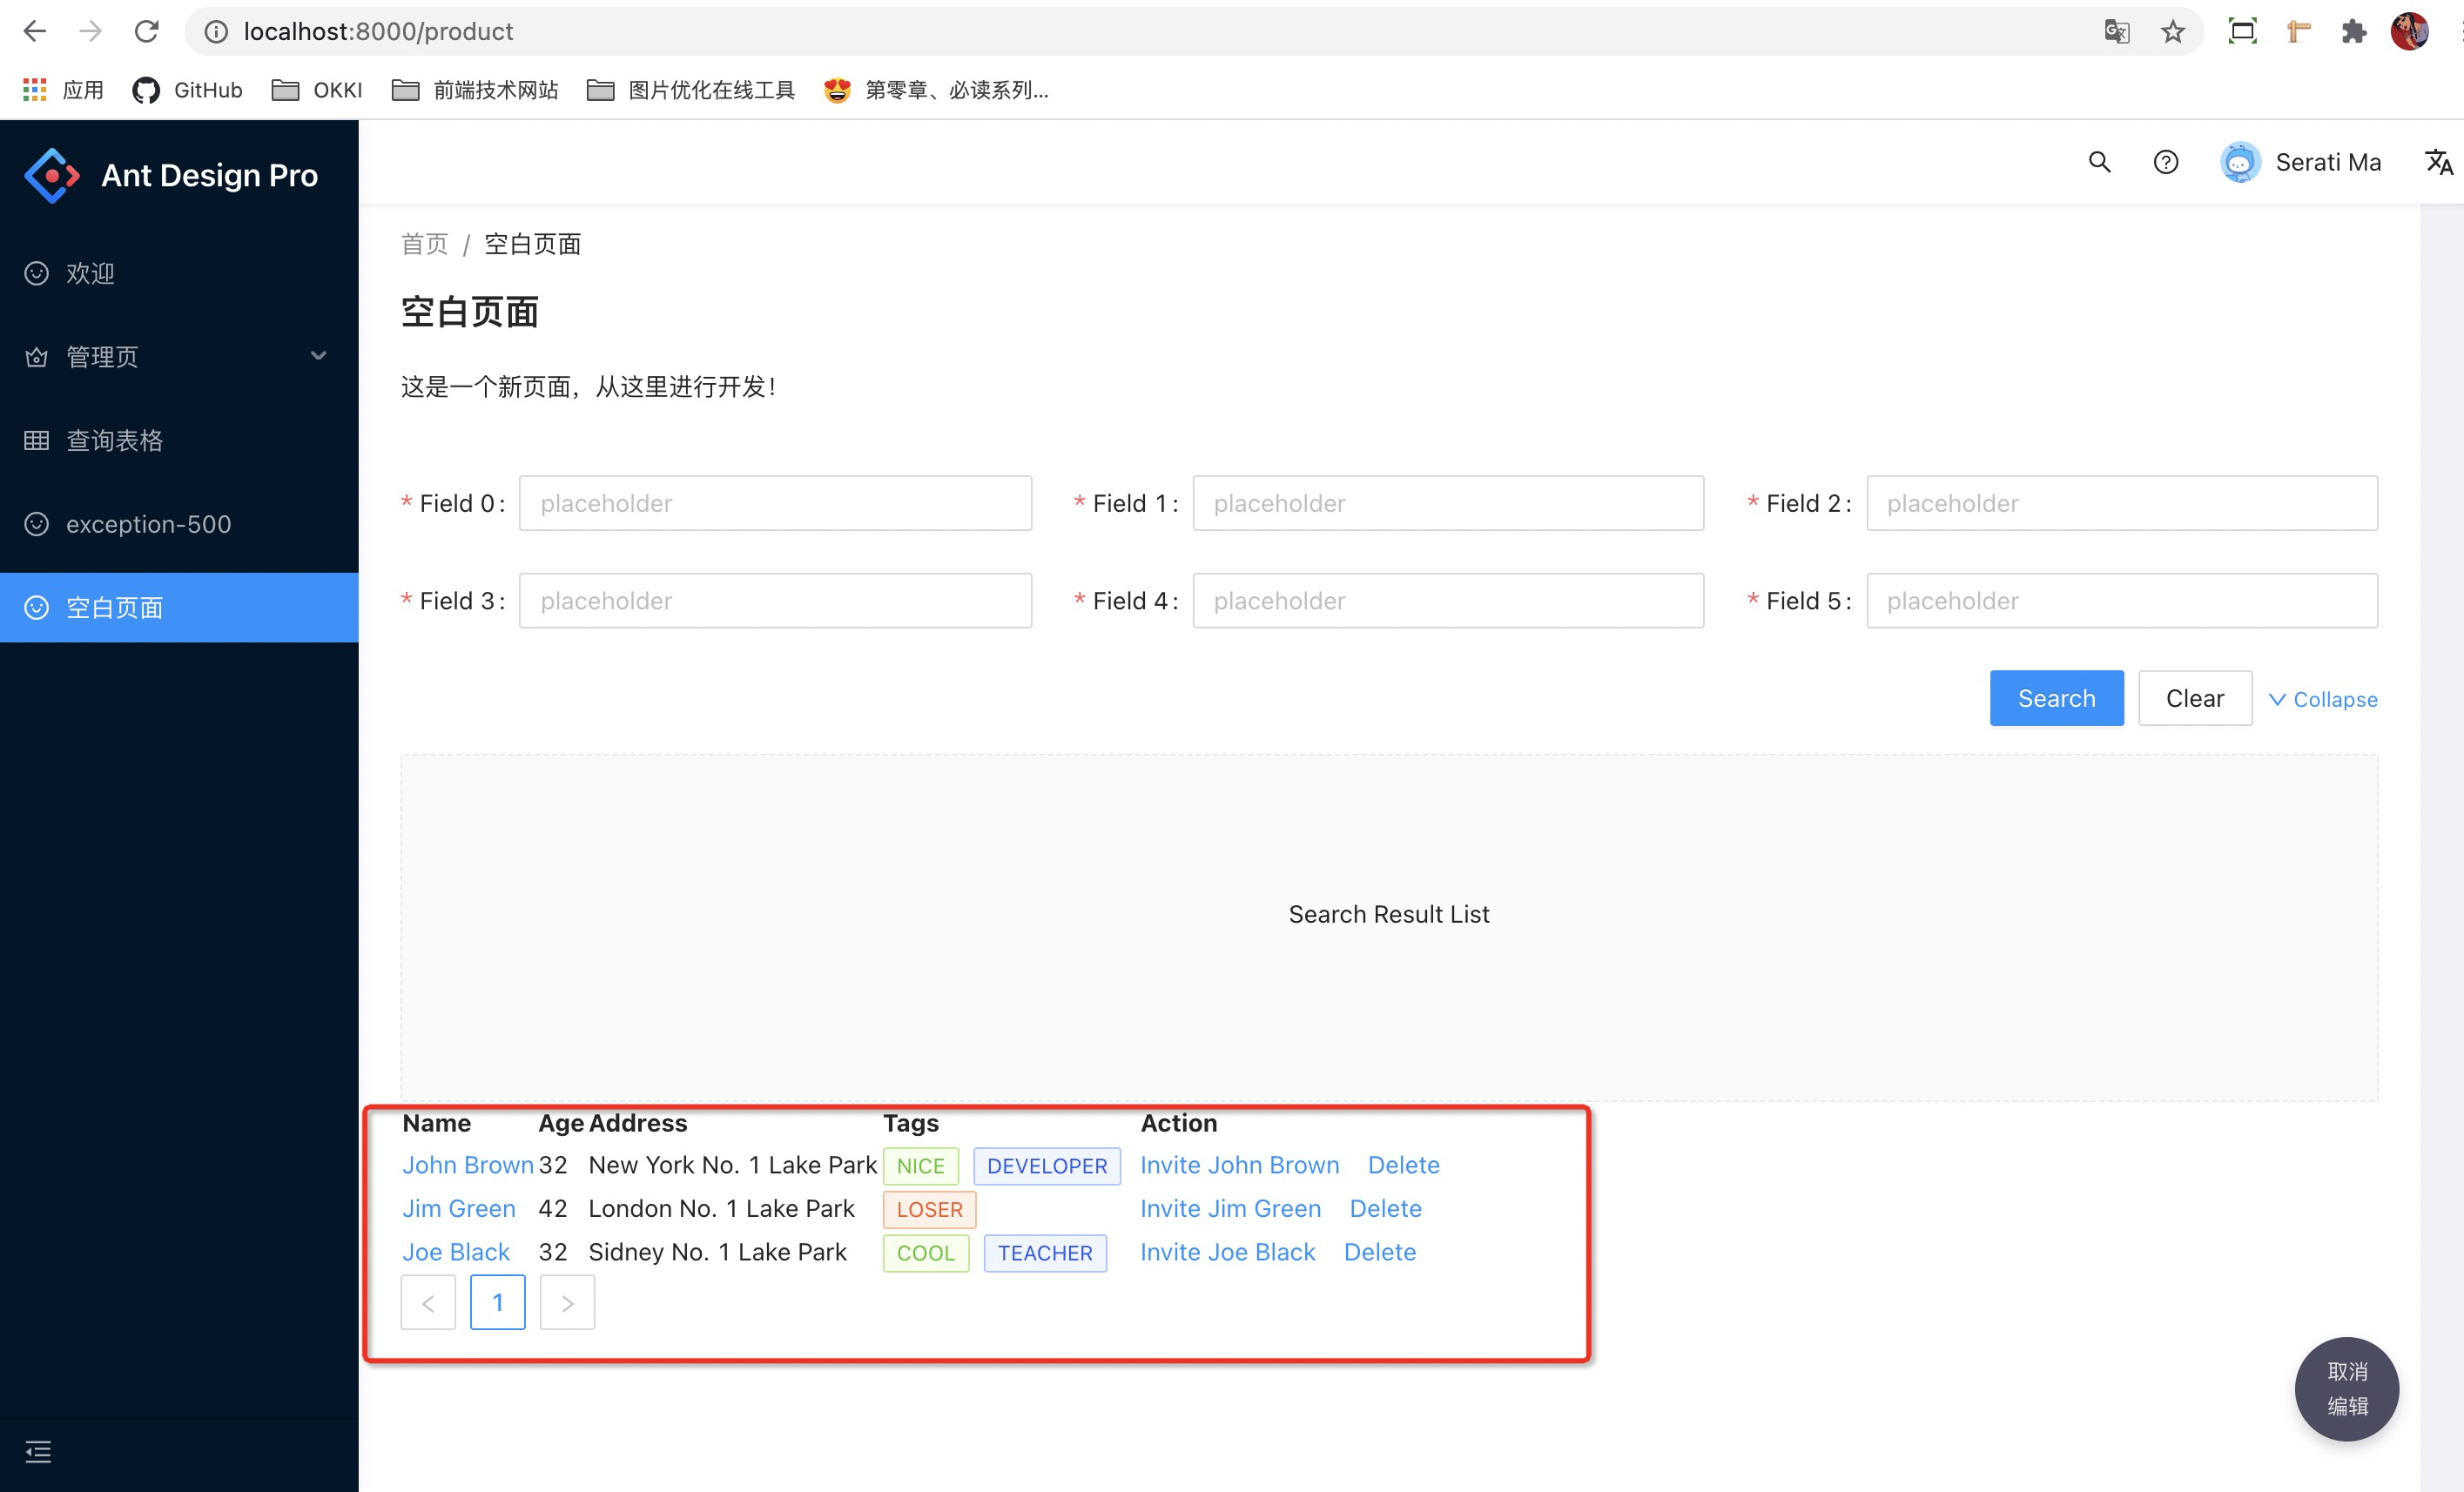 localhost:8000/product
应用 GitHub OKKI 前端技术网站 图片优化在线工具 第零章、必读系列...
Ant Design Pro
Serati Ma
欢迎
管理页
查询表格
exception-500
空白页面
首页 / 空白页面
空白页面
这是一个新页面，从这里进行开发！
* Field 0 : placeholder * Field 1 : placeholder * Field 2 : placeholder
* Field 3 : placeholder * Field 4 : placeholder * Field 5 : placeholder
Search Clear Collapse
Search Result List
Name Age Address Tags Action
John Brown 32 New York No. 1 Lake Park NICE DEVELOPER Invite John Brown Delete
Jim Green 42 London No. 1 Lake Park LOSER Invite Jim Green Delete
Joe Black 32 Sidney No. 1 Lake Park COOL TEACHER Invite Joe Black Delete
< 1 >
取消
编辑